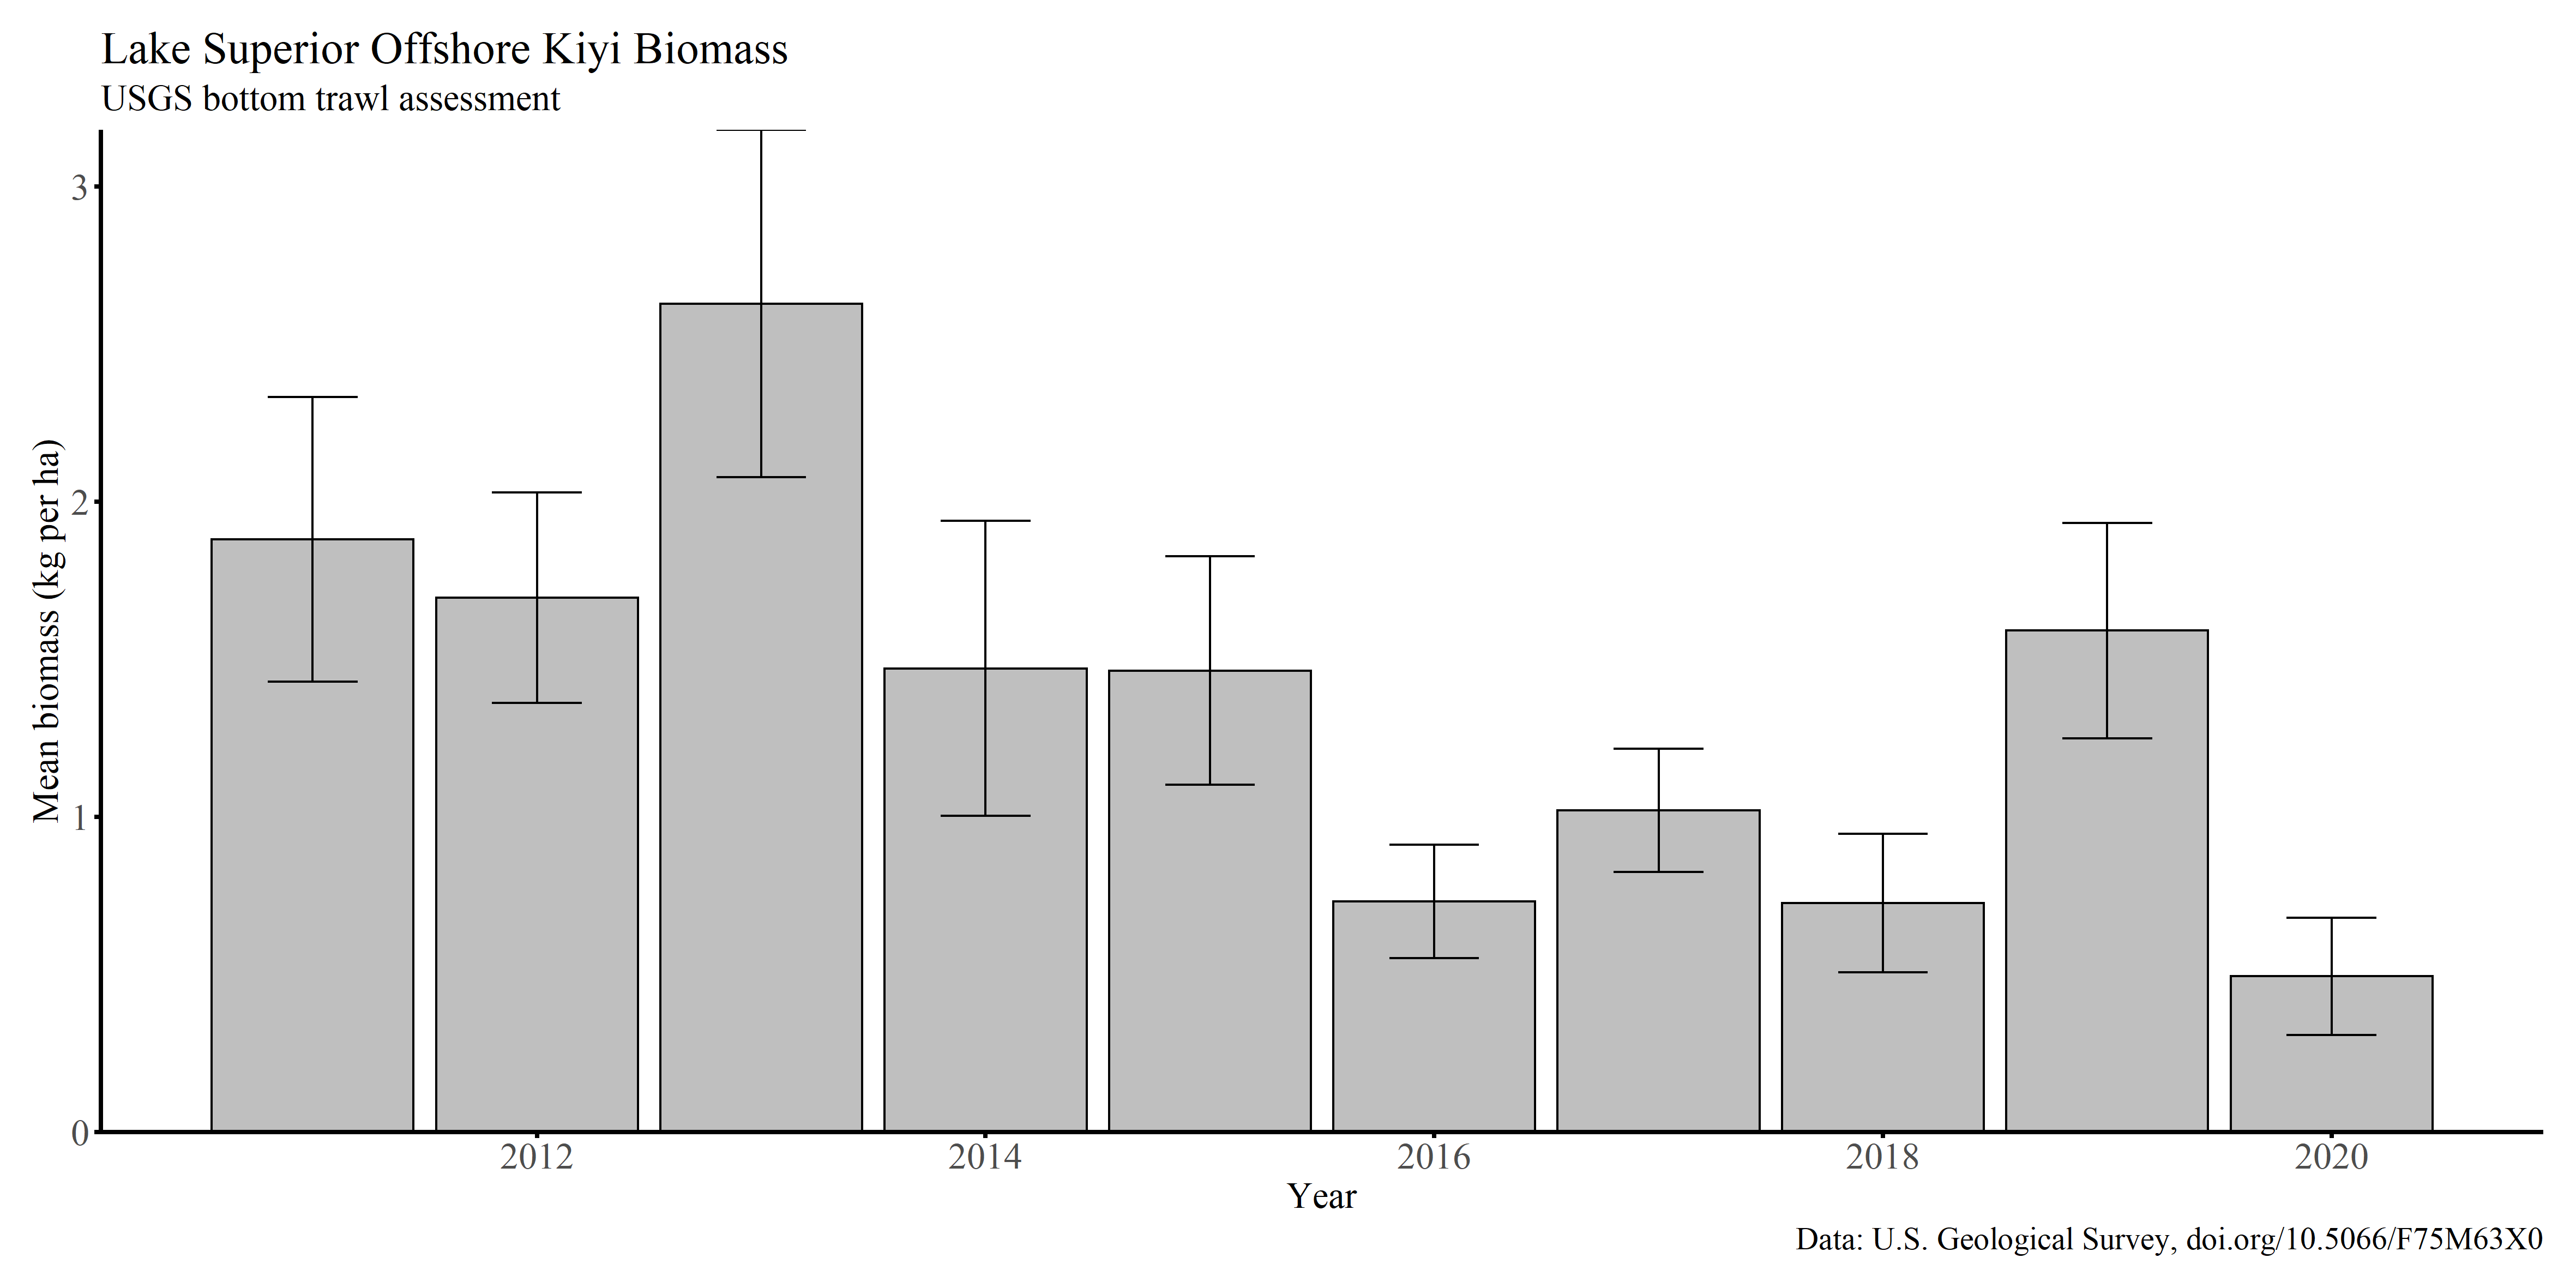 Lake Superior Offshore Kiyi Biomass
USGS bottom trawl assessment
Mean biomass (kg per ha)
3
2
1
0
2012
2014
2016
2018
2020
Year
Data: U.S. Geological Survey, doi.org/10.5066/F75M63X0